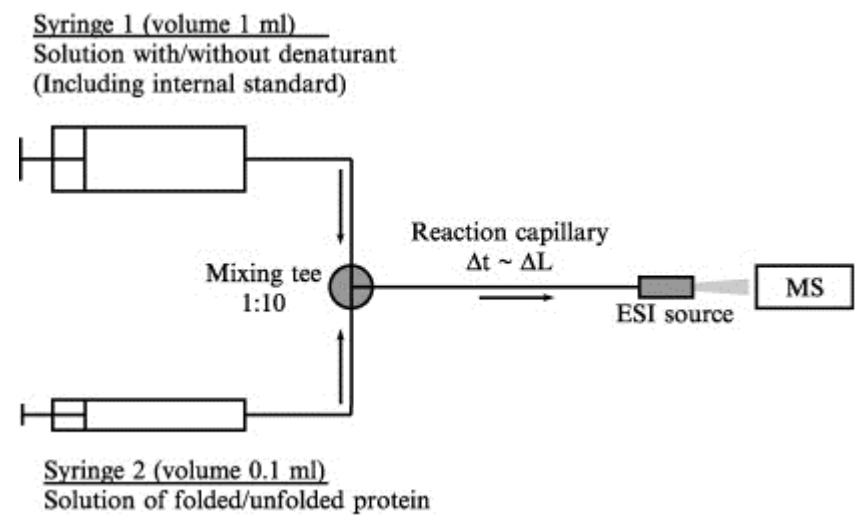 Syringe 1 (volume 1 ml)
Solution with/without denaturant
(Including internal standard)
Reaction capillary
Δt ~ ΔL
Mixing tee
1:10
MS
ESI source
Syringe 2 (volume 0.1 ml)
Solution of folded/unfolded protein